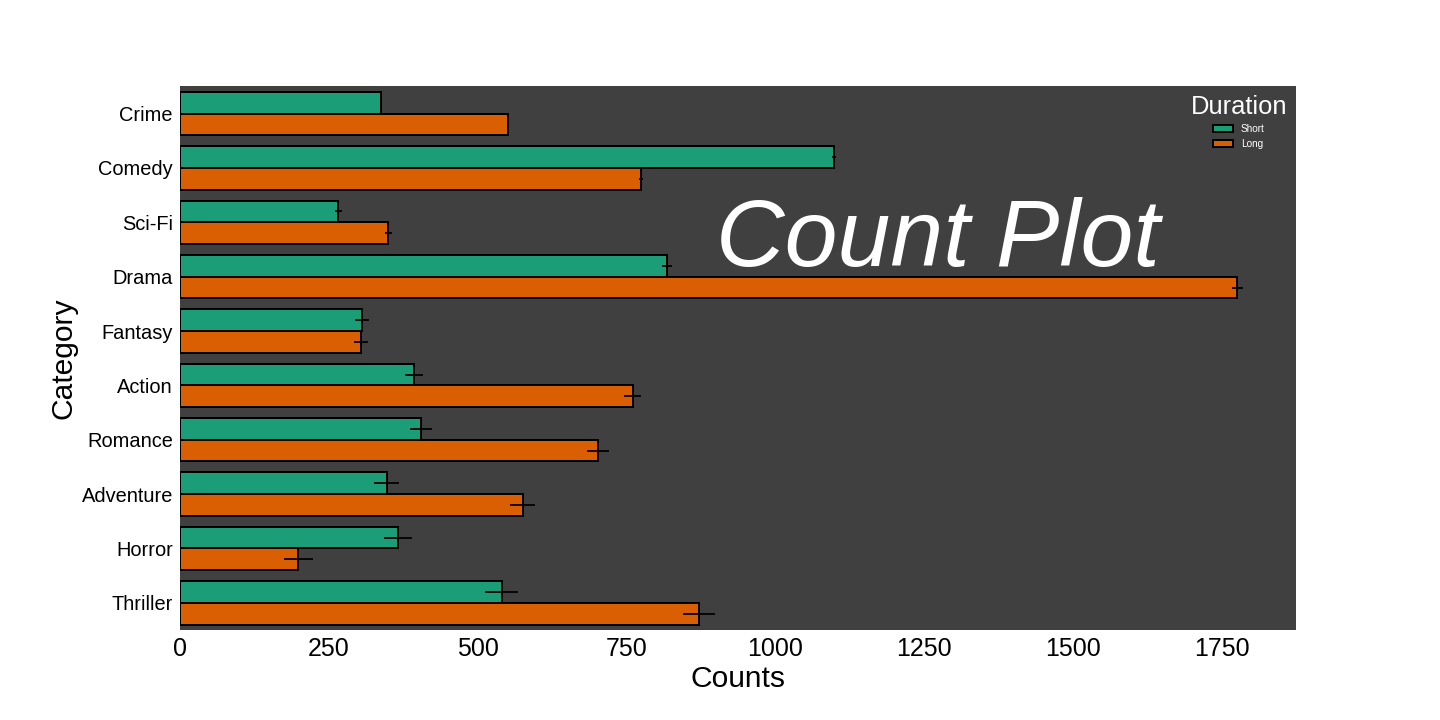 Crime
Comedy
Sci-Fi
Drama
Fantasy
Action
Romance
Adventure
Horror
Thriller
Category
Duration
Short
Long
Count Plot
0 250 500 750 1000 1250 1500 1750
Counts